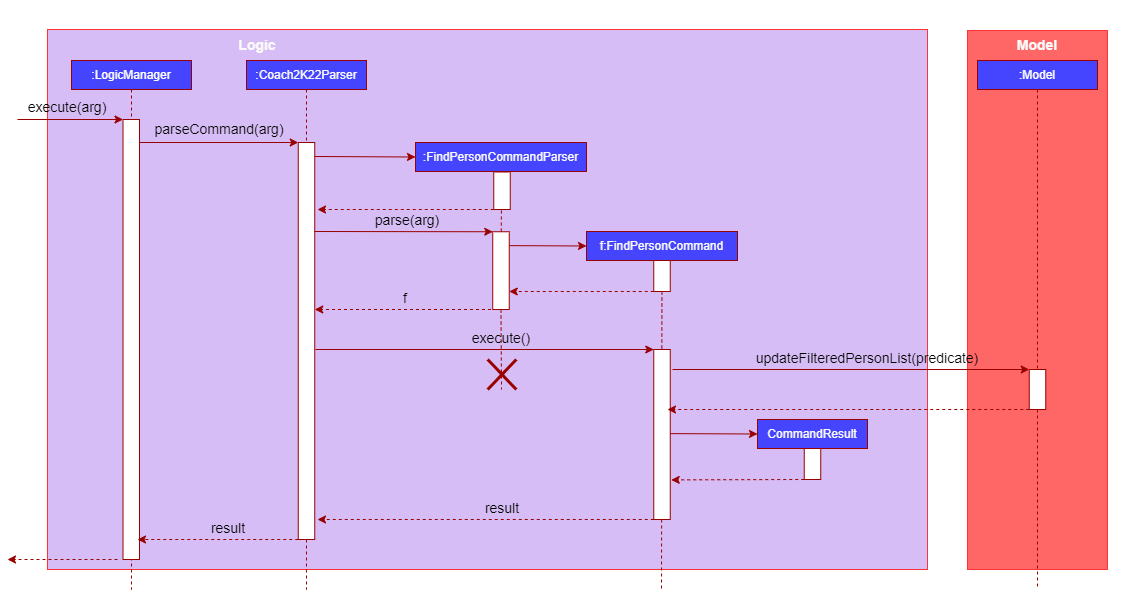 Logic
Model
:LogicManager
:Coach2K22Parser
:Model
execute(arg)
parseCommand(arg)
:FindPersonCommandParser
parse(arg)
f:FindPersonCommand
f
execute()
updateFilteredPersonList(predicate)
CommandResult
result
result